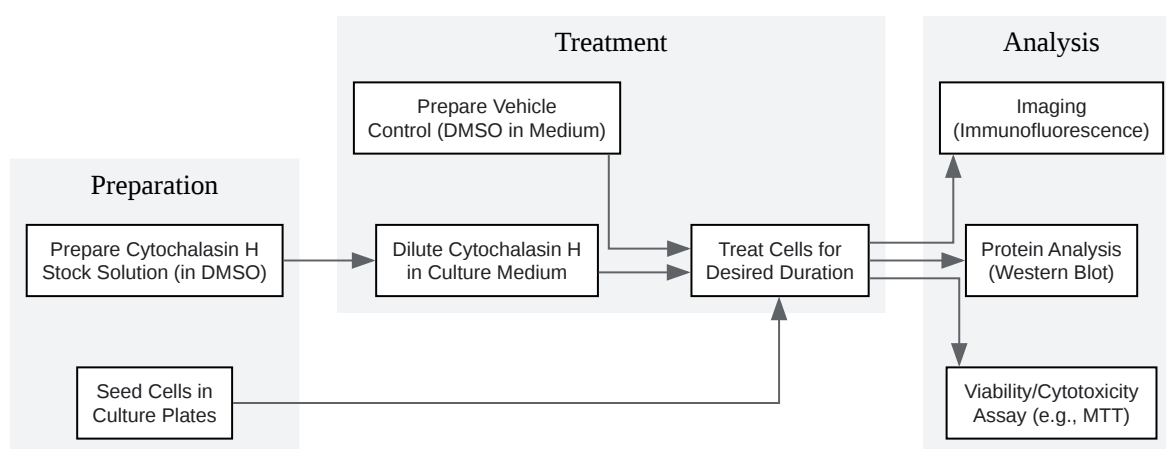 Preparation
Prepare Cytochalasin H
Stock Solution (in DMSO)
Seed Cells in
Culture Plates
Treatment
Prepare Vehicle
Control (DMSO in Medium)
Dilute Cytochalasin H
in Culture Medium
Treat Cells for
Desired Duration
Analysis
Imaging
(Immunofluorescence)
Protein Analysis
(Western Blot)
Viability/Cytotoxicity
Assay (e.g., MTT)